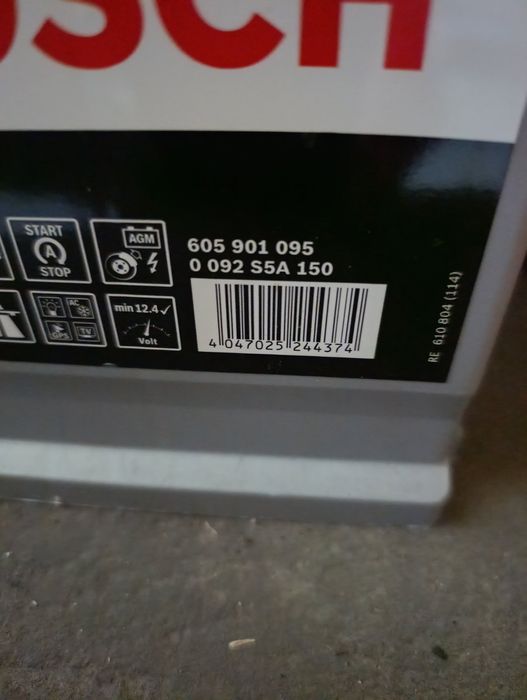 OSCH
START
A
STOP
AGM
605 901 095
0 092 S5A 150
AC
GPS
TV
min 12.4 ✓
Volt
4 047025 244374
RE 610 804 (114)